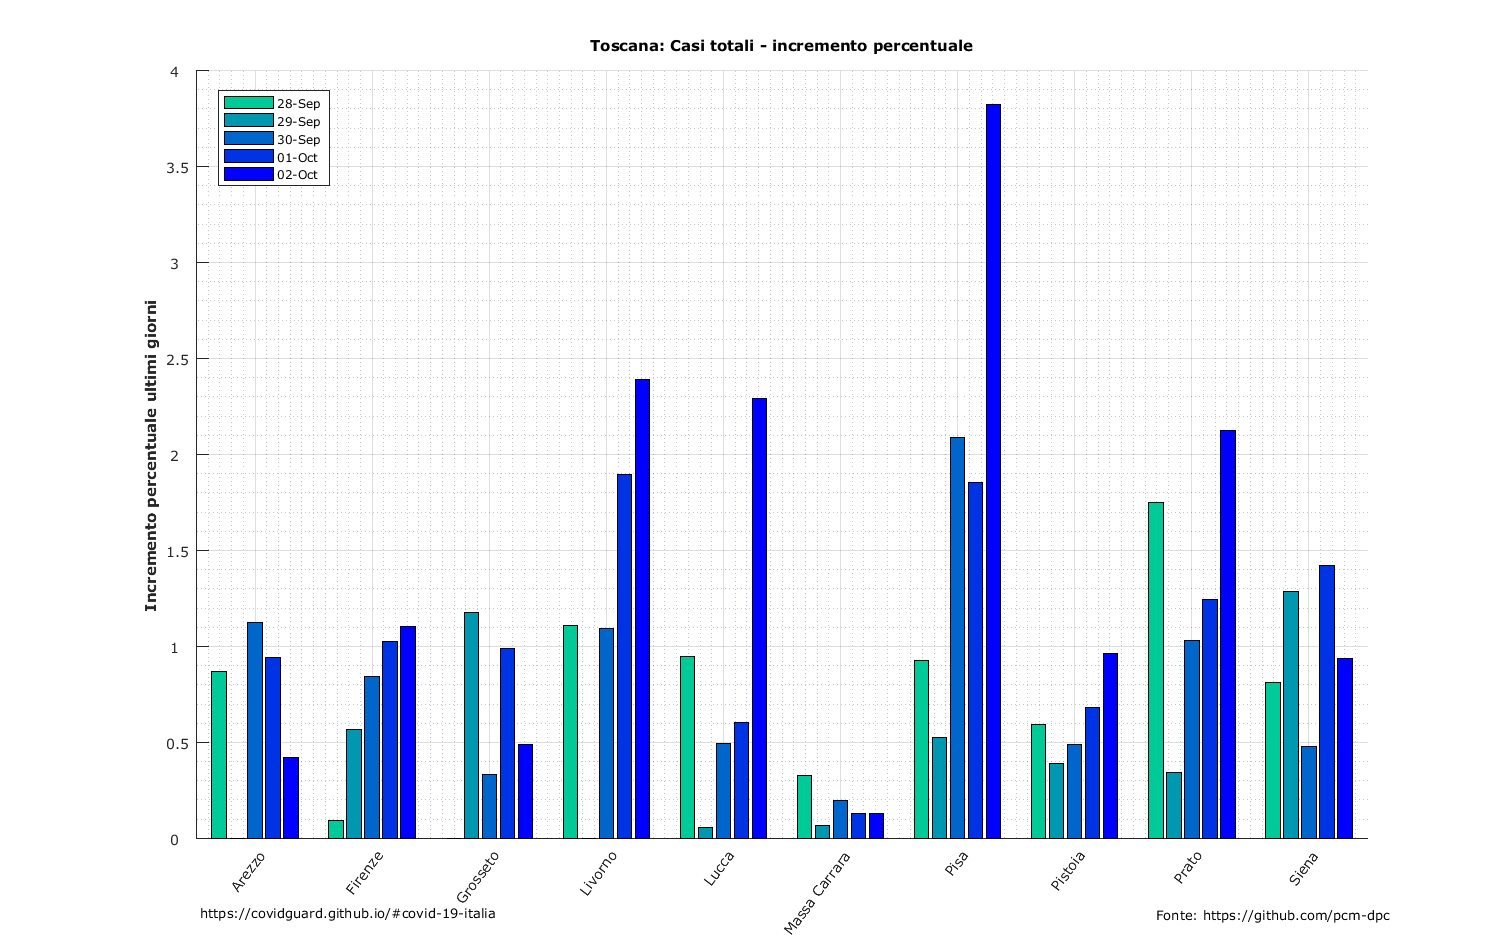 Toscana: Casi totali - incremento percentuale
4
3.5
3
2.5
2
1.5
1
0.5
0
Incremento percentuale ultimi giorni
28-Sep
29-Sep
30-Sep
01-Oct
02-Oct
Arezzo
Firenze
Grosseto
Livorno
Lucca
Massa Carrara
Pisa
Pistoia
Prato
Siena
https://covidguard.github.io/#covid-19-italia
Fonte: https://github.com/pcm-dpc